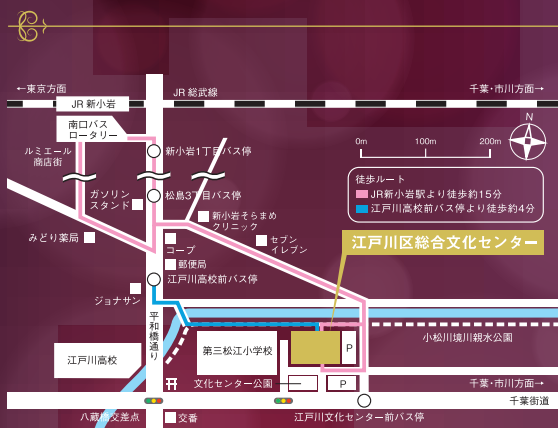 ←東京方面
JR 総武線
千葉・市川方面→
JR 新小岩
南口バス
ロータリー
N
0m 100m 200m
ルミエール
商店街
新小岩1丁目バス停
徒歩ルート
JR新小岩駅より徒歩約15分
江戸川高校前バス停より徒歩約4分
ガソリン
スタンド
松島3丁目バス停
新小岩そらまめ
クリニック
みどり薬局
コープ
セブン
イレブン
江戸川区総合文化センター
郵便局
江戸川高校前バス停
ジョナサン
平和橋通り
小松川境川親水公園
第三松江小学校
P
江戸川高校
文化センター公園
P
千葉・市川方面→
千葉街道
八蔵橋交差点
交番
江戸川文化センター前バス停